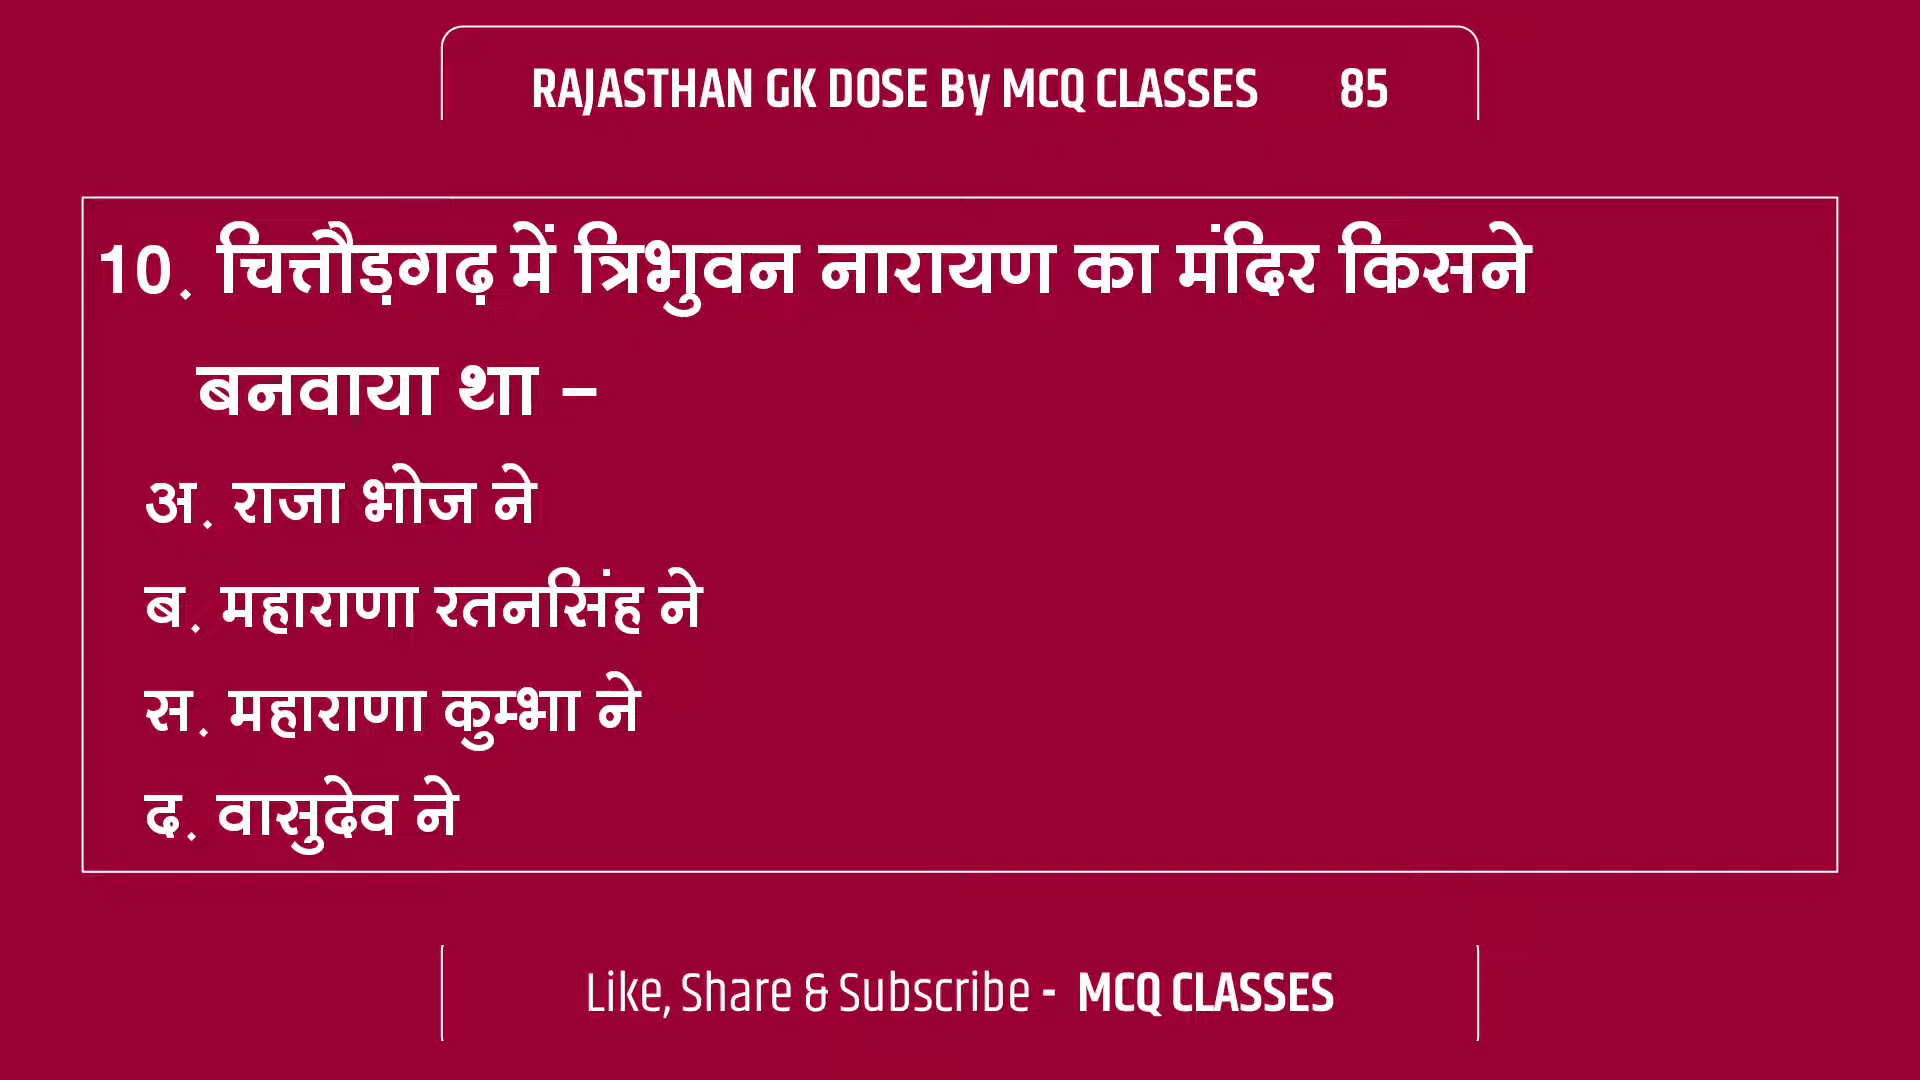 RAJASTHAN GK DOSE By MCQ CLASSES 85
10. चित्तौड़गढ़ में त्रिभुवन नारायण का मंदिर किसने
बनवाया था –
अ. राजा भोज ने
ब. महाराणा रतनसिंह ने
स. महाराणा कुम्भा ने
द. वासुदेव ने
Like, Share & Subscribe - MCQ CLASSES